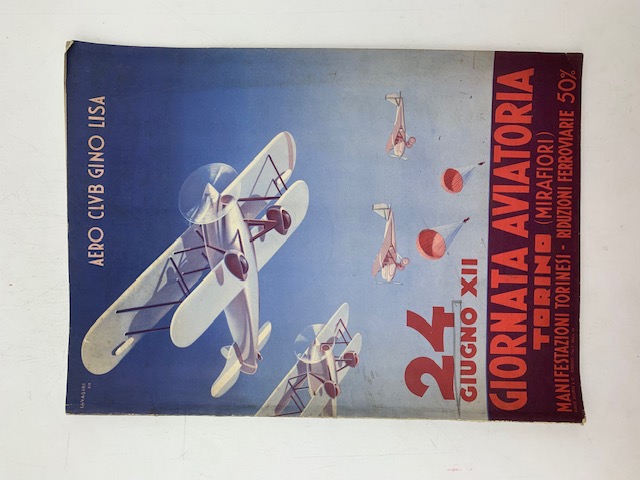 AERO CLVB GINO LISA
24
GIUGNO XII
GIORNATA AVIATORIA
TORINO (MIRAFIORI)
MANIFESTAZIONI TORINESI - RIDUZIONI FERROVIARIE 50%